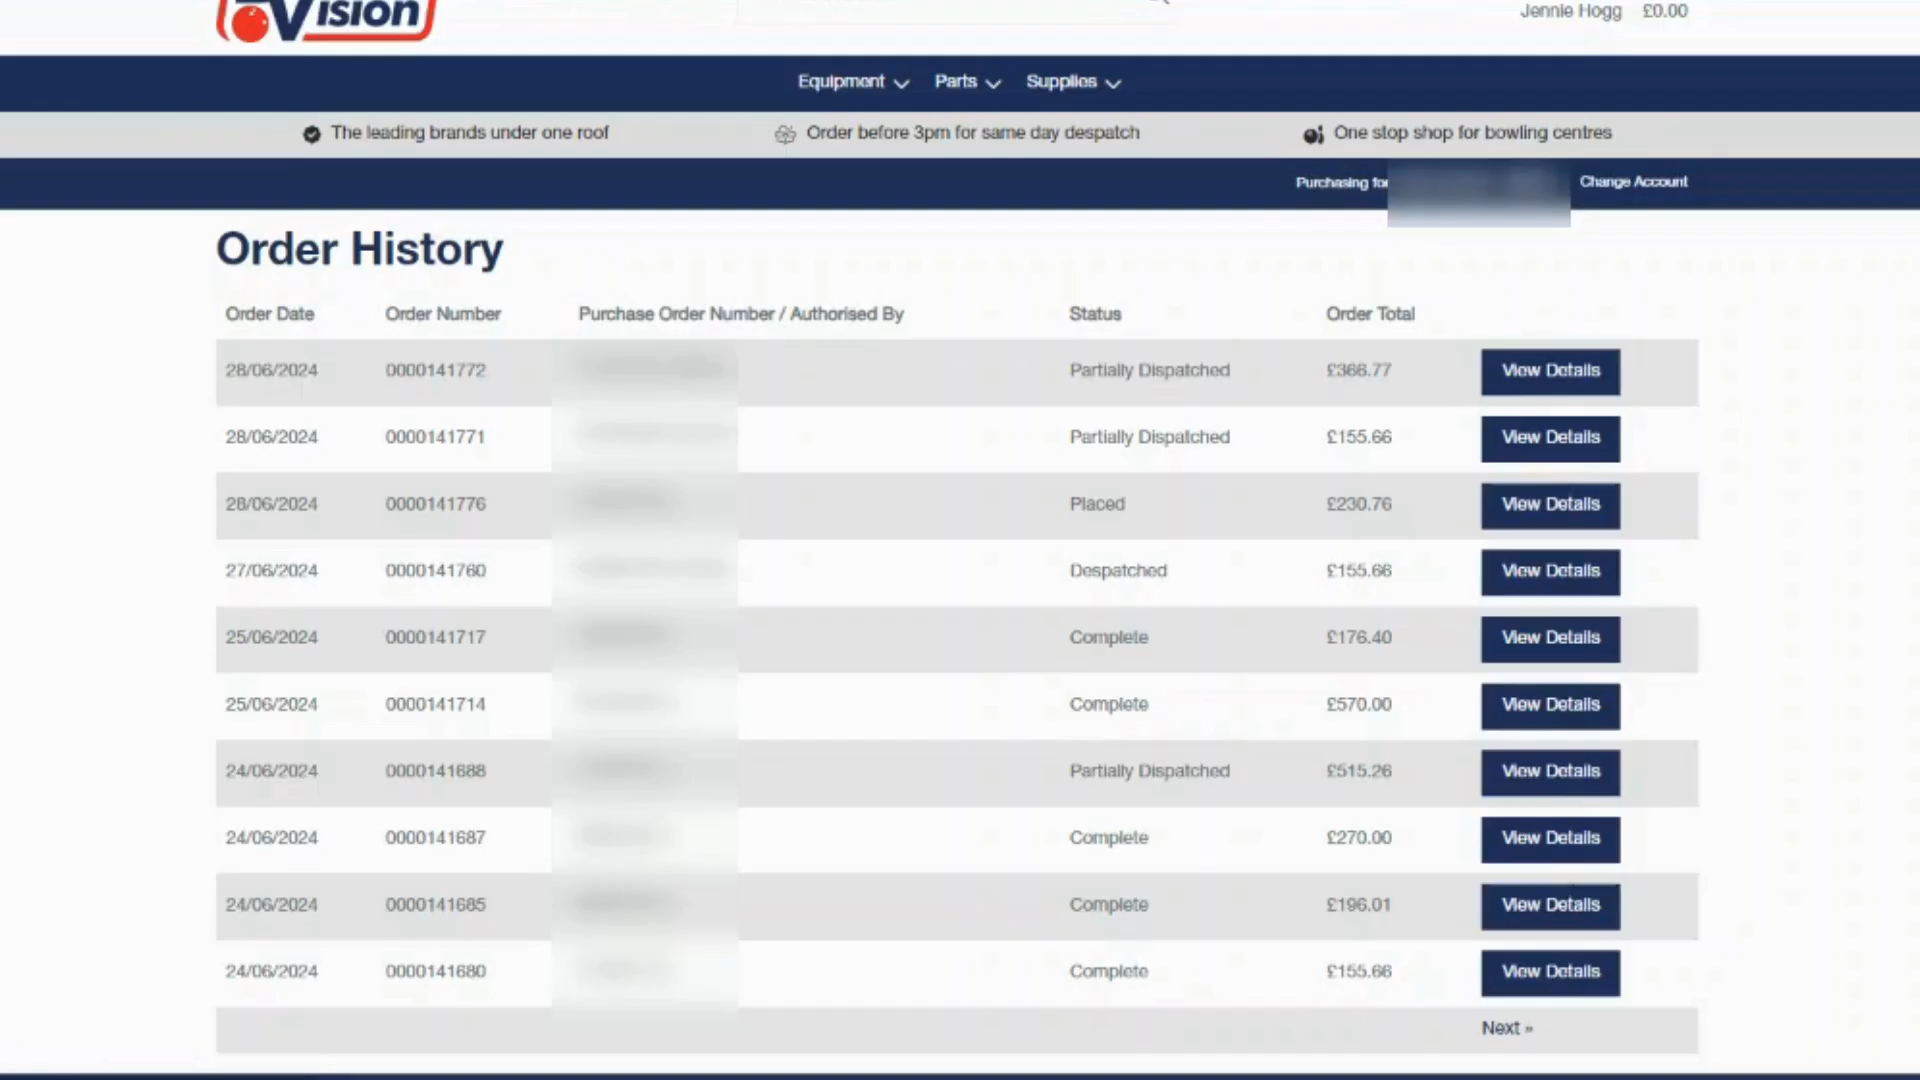 Vision
Jennie Hogg £0.00
Equipment Parts Supplies
The leading brands under one roof Order before 3pm for same day despatch One stop shop for bowling centres
Purchasing for Change Account
Order History
Order Date Order Number Purchase Order Number / Authorised By Status Order Total
28/06/2024 0000141772 Partially Dispatched £366.77 View Details
28/06/2024 0000141771 Partially Dispatched £155.66 View Details
28/06/2024 0000141776 Placed £230.76 View Details
27/06/2024 0000141760 Despatched £155.66 View Details
25/06/2024 0000141717 Complete £176.40 View Details
25/06/2024 0000141714 Complete £570.00 View Details
24/06/2024 0000141688 Partially Dispatched £515.26 View Details
24/06/2024 0000141687 Complete £270.00 View Details
24/06/2024 0000141685 Complete £196.01 View Details
24/06/2024 0000141680 Complete £155.66 View Details
Next »